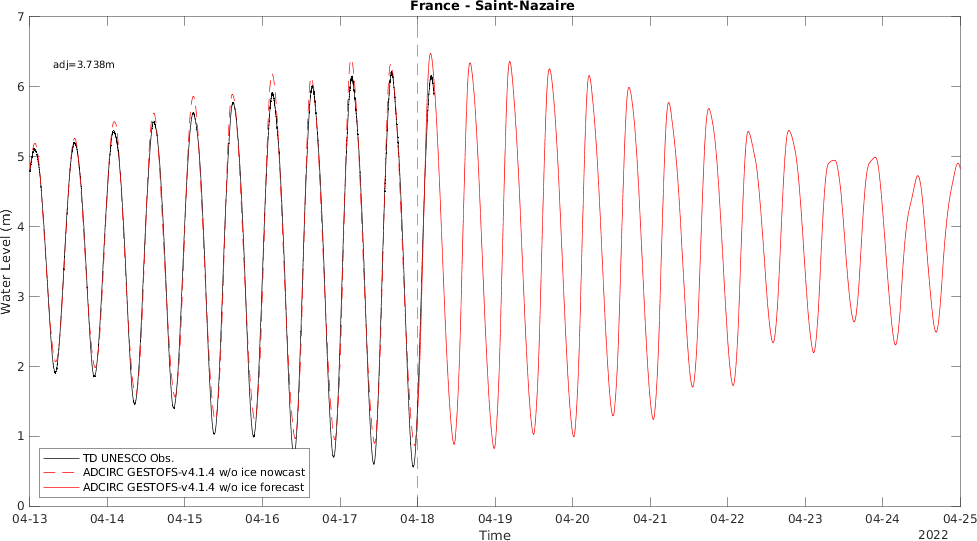 France - Saint-Nazaire
adj=3.738m
7
6
5
4
3
2
1
0
Water Level (m)
TD UNESCO Obs.
ADCIRC GESTOFS-v4.1.4 w/o ice nowcast
ADCIRC GESTOFS-v4.1.4 w/o ice forecast
04-13 04-14 04-15 04-16 04-17 04-18 04-19 04-20 04-21 04-22 04-23 04-24 04-25
Time
2022